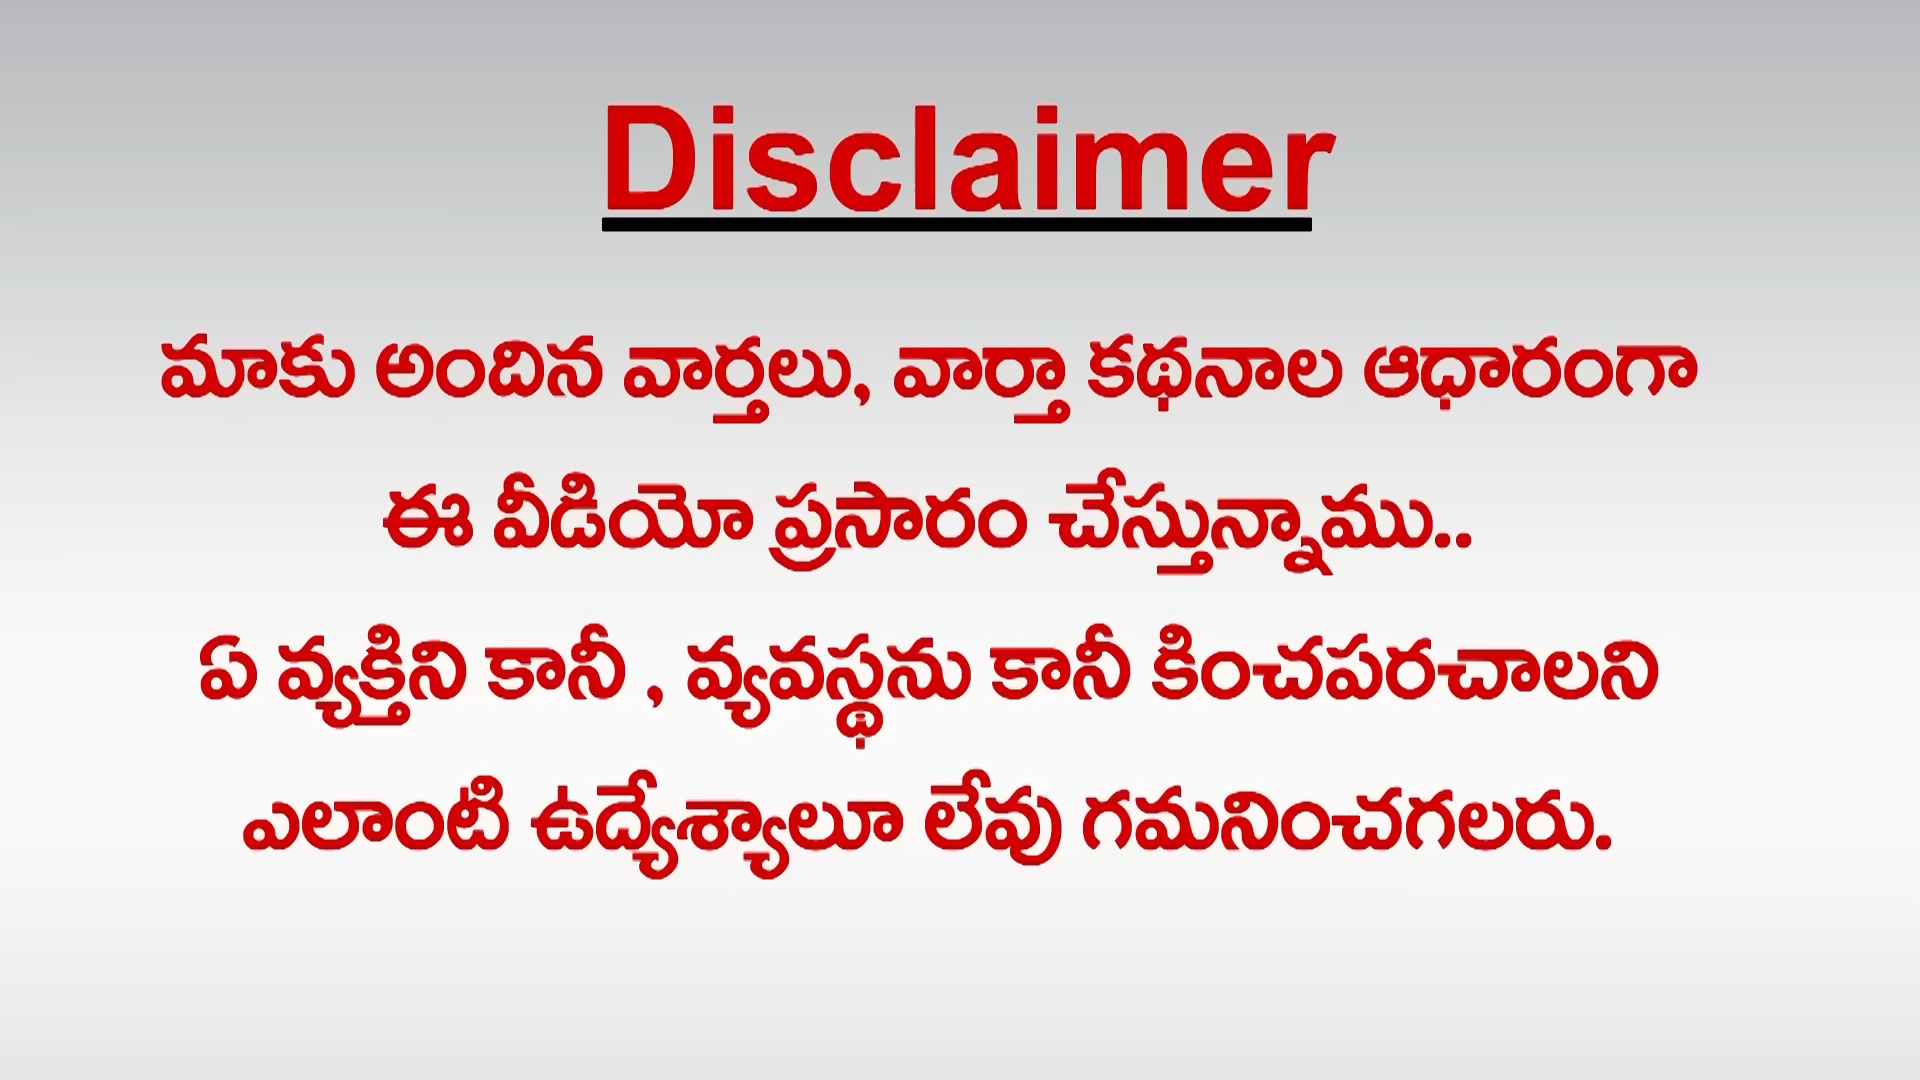 Disclaimer
మాకు అందిన వార్తలు, వార్తా కథనాల ఆధారంగా
ఈ వీడియో ప్రసారం చేస్తున్నాము..
ఏ వ్యక్తిని కానీ , వ్యవస్థను కానీ కించపరచాలని
ఎలాంటి ఉద్యేశ్యాలూ లేవు గమనించగలరు.